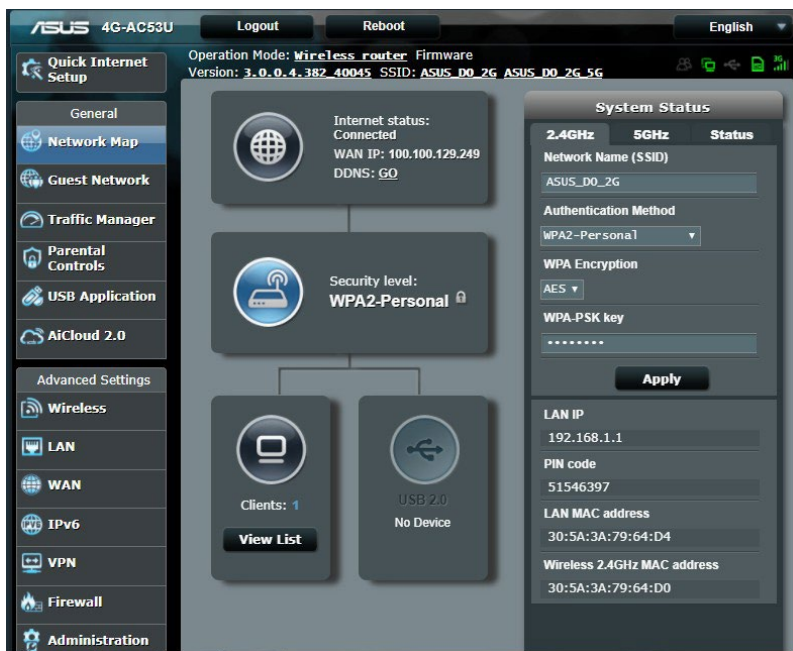 ASUS 4G-AC53U
Logout
Reboot
English
Quick Internet
Setup
Operation Mode: Wireless router Firmware
Version: 3.0.0.4.382_40045 SSID: ASUS_D0_2G ASUS_D0_2G_5G
3G
General
Network Map
Guest Network
Traffic Manager
Parental
Controls
USB Application
AiCloud 2.0
Advanced Settings
Wireless
LAN
WAN
IPv6
VPN
Firewall
Administration
Internet status:
Connected
WAN IP: 100.100.129.249
DDNS: GO
Security level:
WPA2-Personal
Clients: 1
View List
USB 2.0
No Device
System Status
2.4GHz 5GHz Status
Network Name (SSID)
ASUS_D0_2G
Authentication Method
WPA2-Personal
WPA Encryption
AES
WPA-PSK key
••••••••
Apply
LAN IP
192.168.1.1
PIN code
51546397
LAN MAC address
30:5A:3A:79:64:D4
Wireless 2.4GHz MAC address
30:5A:3A:79:64:D0